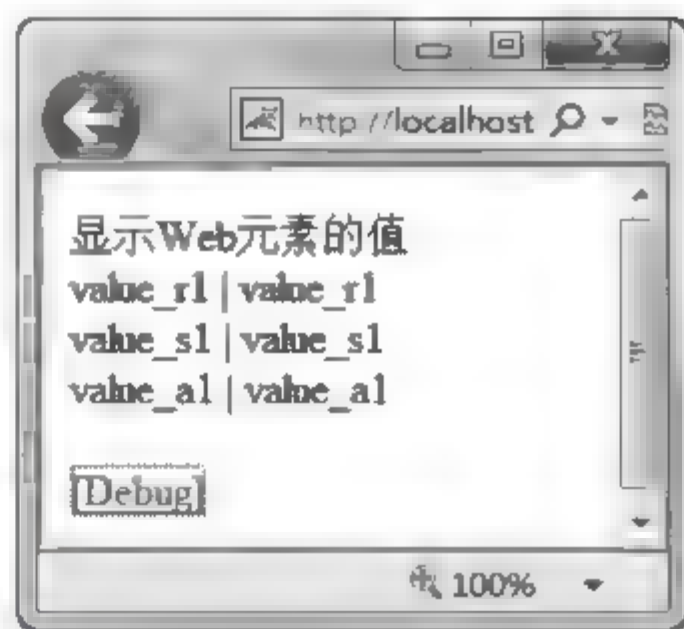 http://localhost
显示Web元素的值
value_r1 | value_r1
value_s1 | value_s1
value_a1 | value_a1
[Debug]
100%